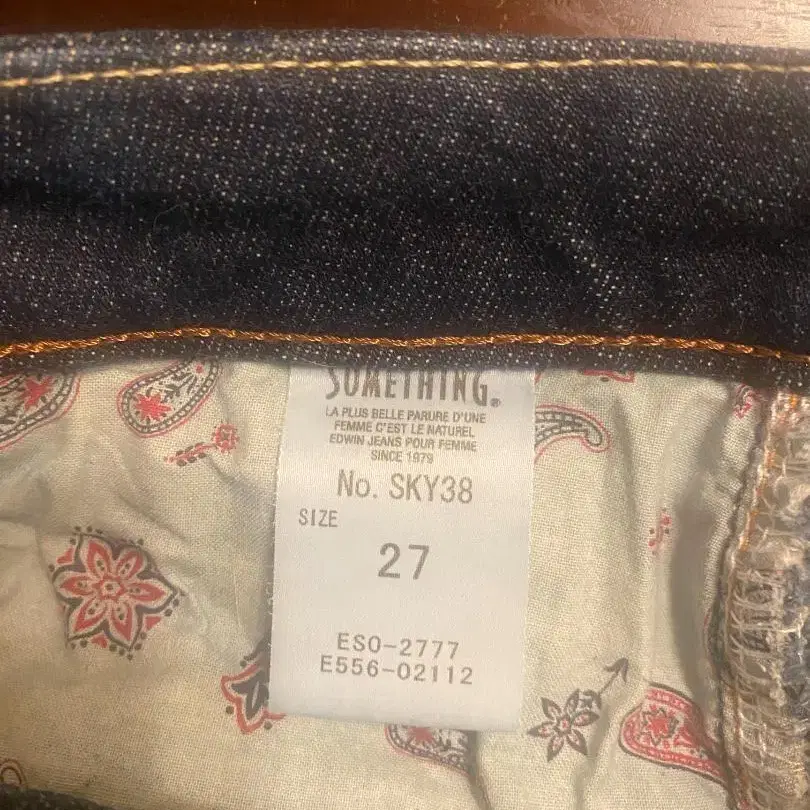 SOMETHING®
LA PLUS BELLE PARURE D'UNE
FEMME C'EST LE NATUREL
EDWIN JEANS POUR FEMME
SINCE 1979
No. SKY38
SIZE
27
ESO-2777
E556-02112